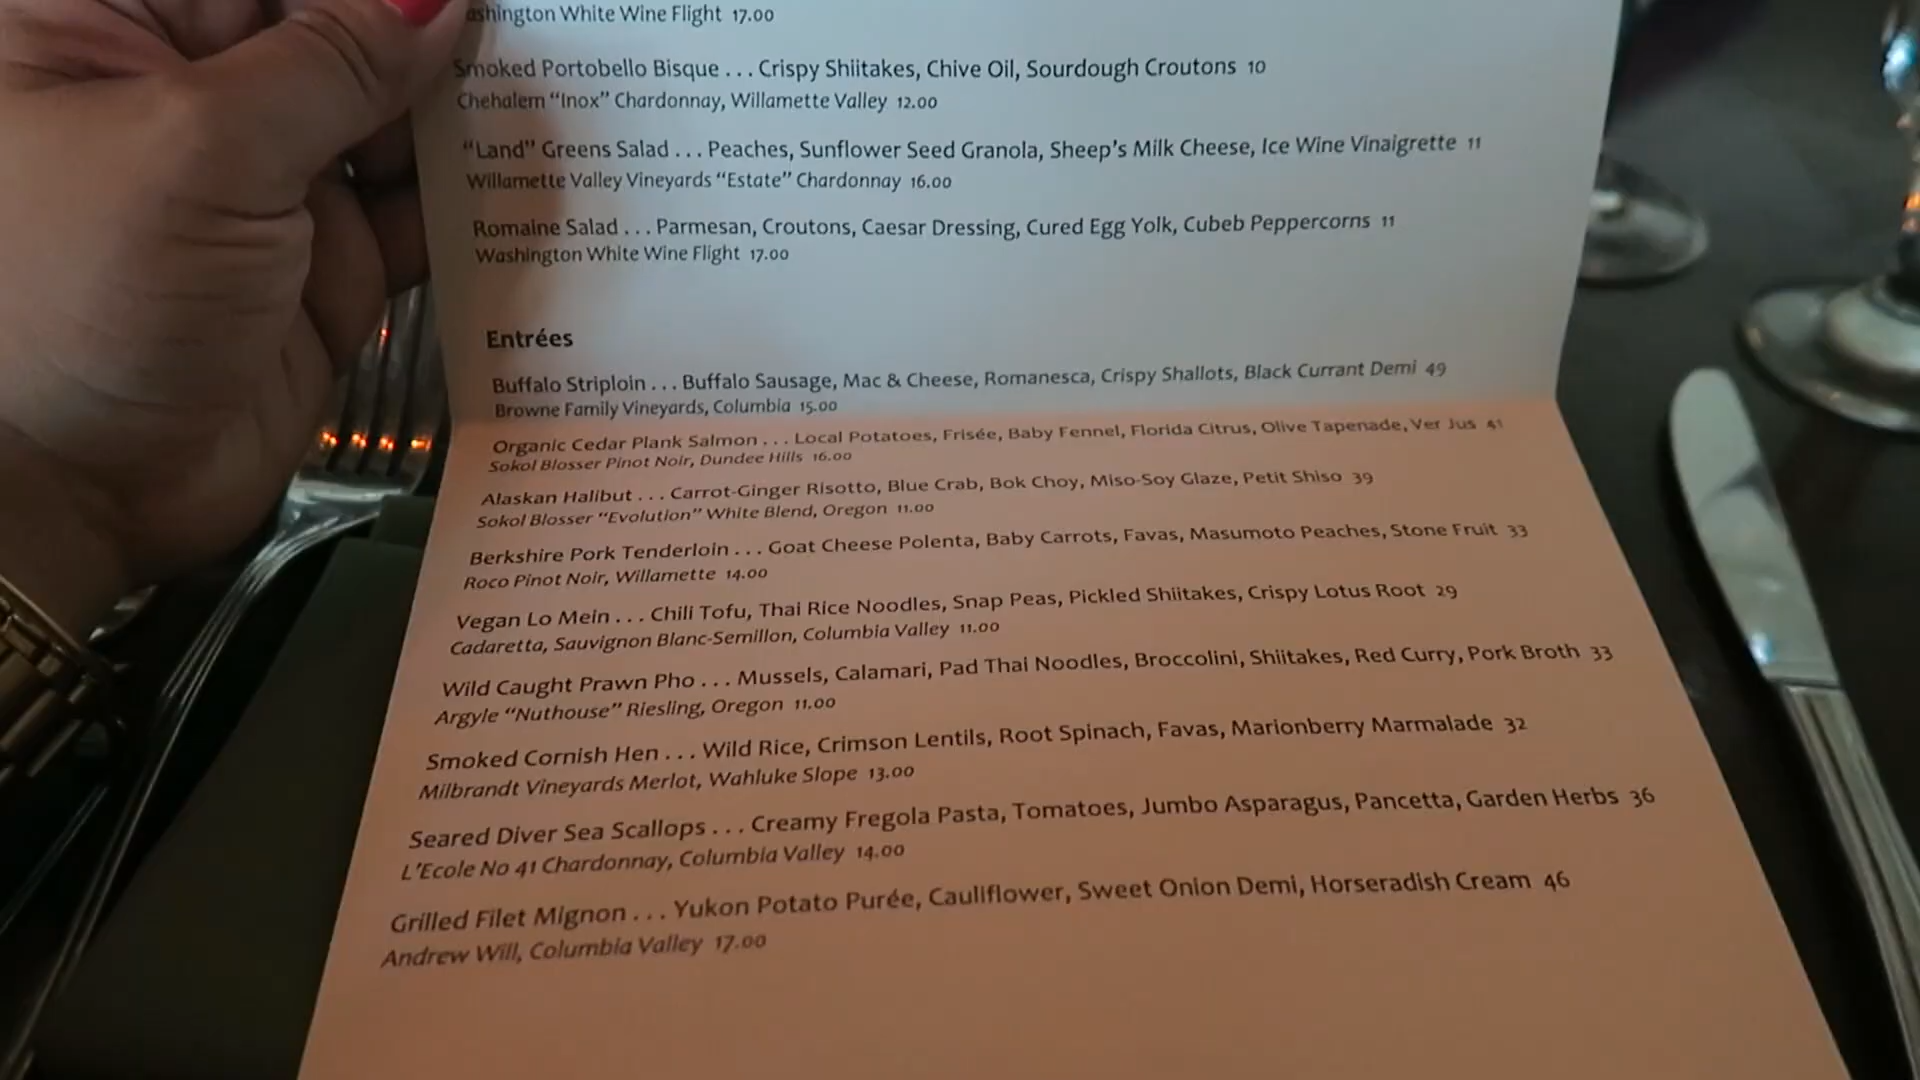 Washington White Wine Flight 17.00
Smoked Portobello Bisque . . . Crispy Shiitakes, Chive Oil, Sourdough Croutons 10
Chehalem “Inox” Chardonnay, Willamette Valley 12.00
“Land” Greens Salad . . . Peaches, Sunflower Seed Granola, Sheep’s Milk Cheese, Ice Wine Vinaigrette 11
Willamette Valley Vineyards “Estate” Chardonnay 16.00
Romaine Salad . . . Parmesan, Croutons, Caesar Dressing, Cured Egg Yolk, Cubeb Peppercorns 11
Washington White Wine Flight 17.00
Entrées
Buffalo Striploin . . . Buffalo Sausage, Mac & Cheese, Romanesca, Crispy Shallots, Black Currant Demi 49
Browne Family Vineyards, Columbia 15.00
Organic Cedar Plank Salmon . . . Local Potatoes, Frisée, Baby Fennel, Florida Citrus, Olive Tapenade, Ver Jus 41
Sokol Blosser Pinot Noir, Dundee Hills 16.00
Alaskan Halibut . . . Carrot-Ginger Risotto, Blue Crab, Bok Choy, Miso-Soy Glaze, Petit Shiso 39
Sokol Blosser “Evolution” White Blend, Oregon 11.00
Berkshire Pork Tenderloin . . . Goat Cheese Polenta, Baby Carrots, Favas, Masumoto Peaches, Stone Fruit 33
Roco Pinot Noir, Willamette 14.00
Vegan Lo Mein . . . Chili Tofu, Thai Rice Noodles, Snap Peas, Pickled Shiitakes, Crispy Lotus Root 29
Cadaretta, Sauvignon Blanc-Semillon, Columbia Valley 11.00
Wild Caught Prawn Pho . . . Mussels, Calamari, Pad Thai Noodles, Broccolini, Shiitakes, Red Curry, Pork Broth 33
Argyle “Nuthouse” Riesling, Oregon 11.00
Smoked Cornish Hen . . . Wild Rice, Crimson Lentils, Root Spinach, Favas, Marionberry Marmalade 32
Milbrandt Vineyards Merlot, Wahluke Slope 13.00
Seared Diver Sea Scallops . . . Creamy Fregola Pasta, Tomatoes, Jumbo Asparagus, Pancetta, Garden Herbs 36
L’Ecole No 41 Chardonnay, Columbia Valley 14.00
Grilled Filet Mignon . . . Yukon Potato Purée, Cauliflower, Sweet Onion Demi, Horseradish Cream 46
Andrew Will, Columbia Valley 17.00